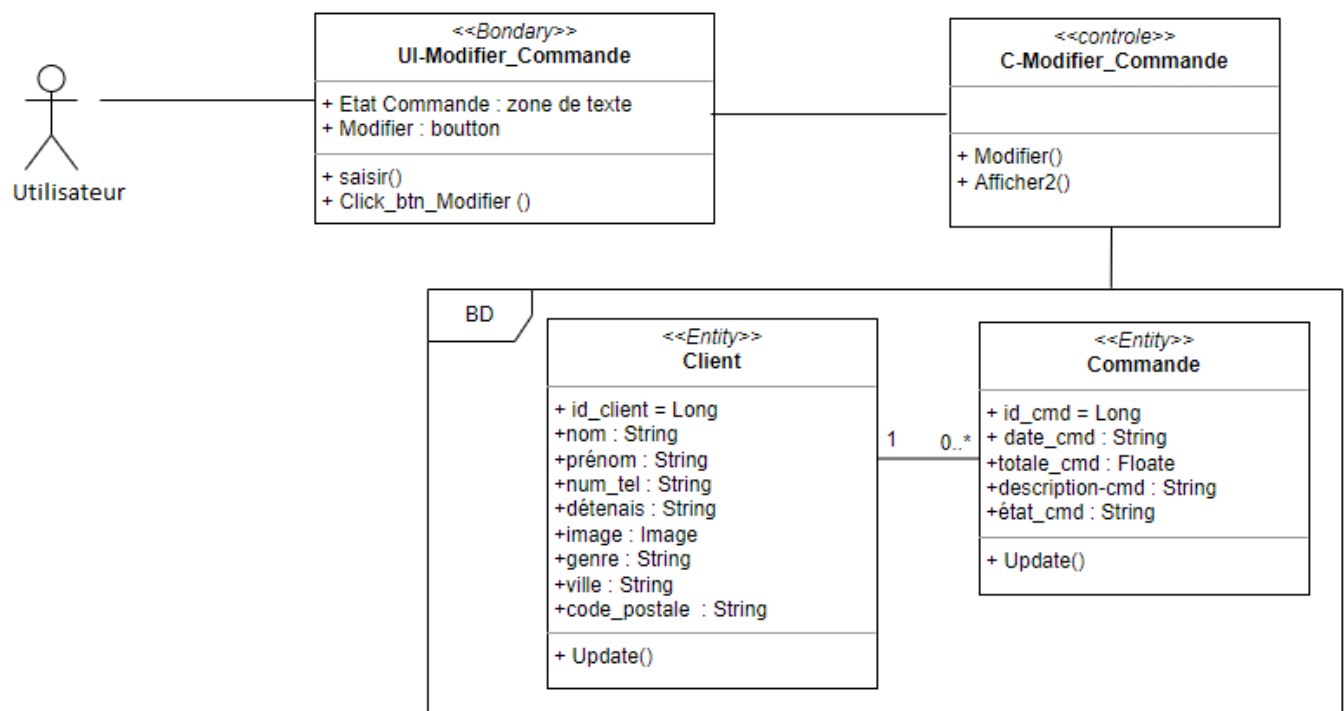 <<Bondary>>
UI-Modifier_Commande
+ Etat Commande : zone de texte
+ Modifier : boutton
+ saisir()
+ Click_btn_Modifier ()
<<controle>>
C-Modifier_Commande
+ Modifier()
+ Afficher2()
Utilisateur
BD
<<Entity>>
Client
+ id_client = Long
+nom : String
+prénom : String
+num_tel : String
+détenais : String
+image : Image
+genre : String
+ville : String
+code_postale : String
+ Update()
1 0..*
<<Entity>>
Commande
+ id_cmd = Long
+ date_cmd : String
+totale_cmd : Floate
+description-cmd : String
+état_cmd : String
+ Update()